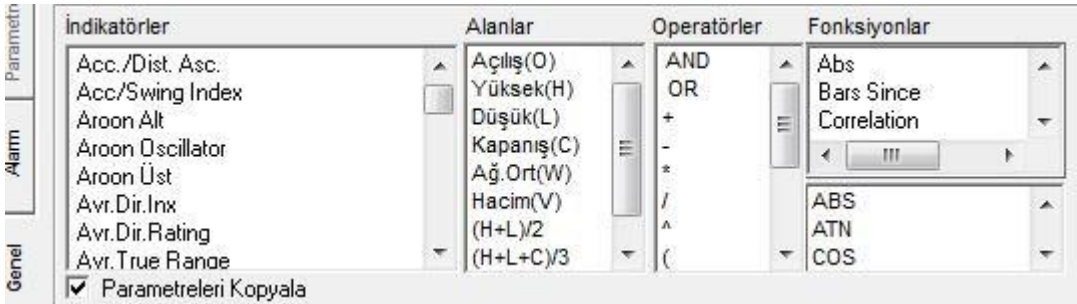 Parametr
Alarm
Genel
İndikatörler
Acc./Dist. Asc.
Acc/Swing Index
Aroon Alt
Aroon Oscillator
Aroon Üst
Avr.Dir.Inx
Avr.Dir.Rating
Avr.True Range
Parametreleri Kopyala
Alanlar
Açılış(O)
Yüksek(H)
Düşük(L)
Kapanış(C)
Ağ.Ort(W)
Hacim(V)
(H+L)/2
(H+L+C)/3
Operatörler
AND
OR
+
-
*
/
^
(
Fonksiyonlar
Abs
Bars Since
Correlation
ABS
ATN
COS